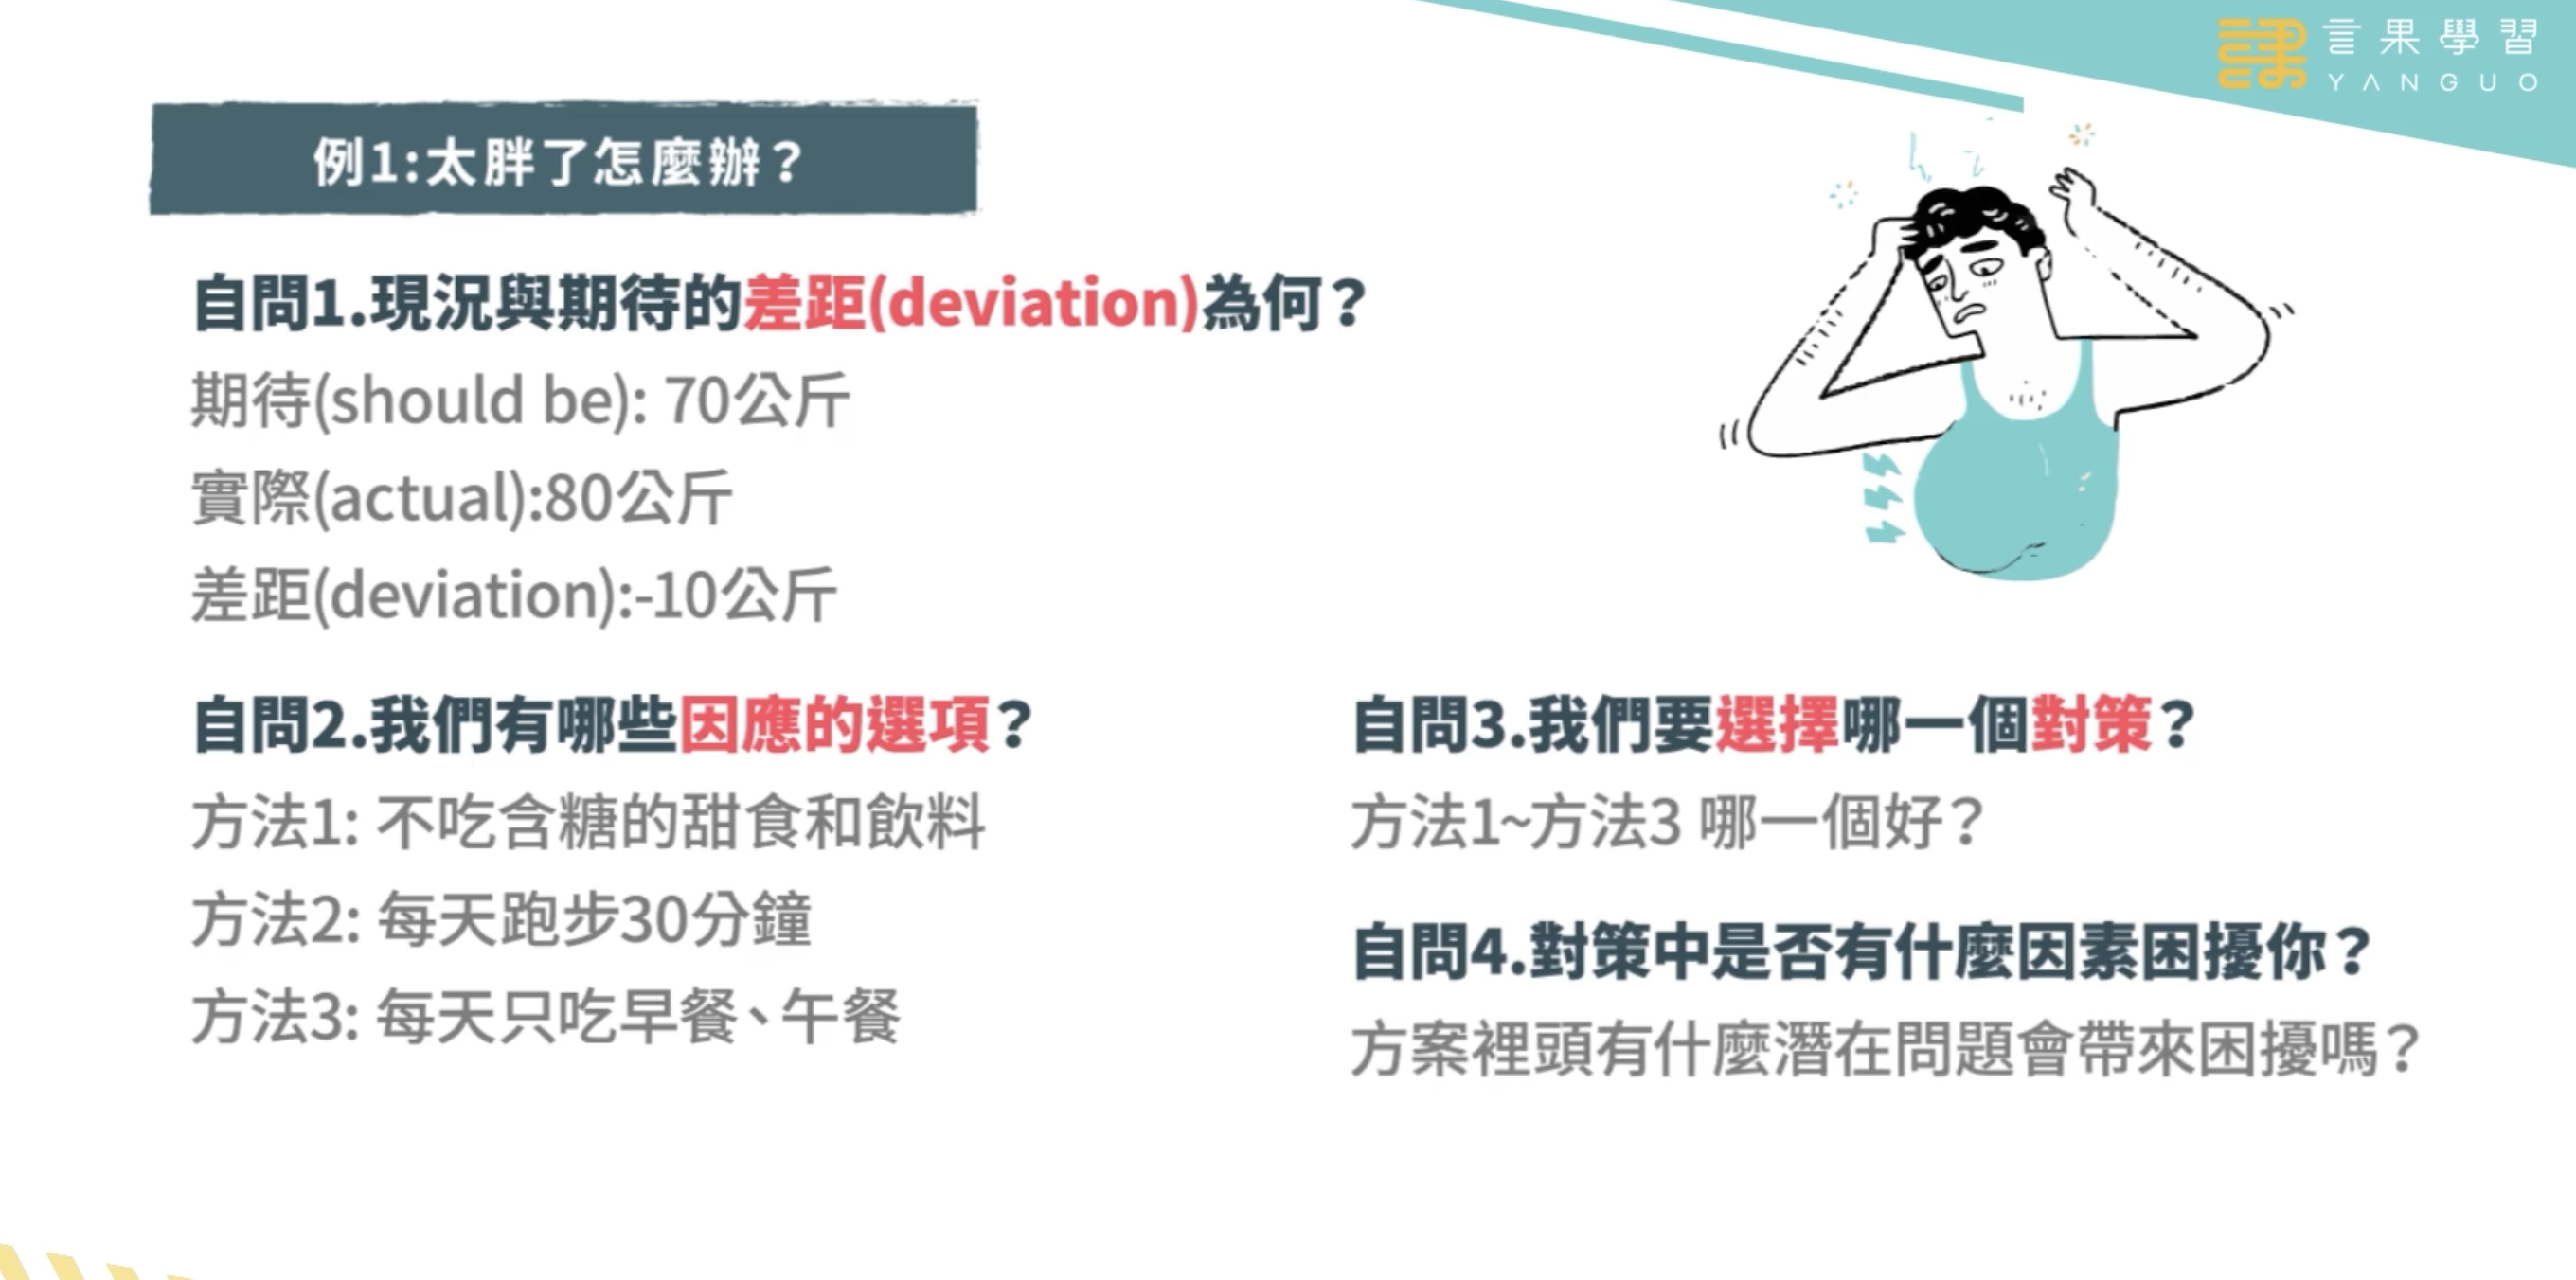 言果學習
YANGUO
例1:太胖了怎麼辦？
自問1.現況與期待的差距(deviation)為何？
期待(should be): 70公斤
實際(actual):80公斤
差距(deviation):-10公斤
自問2.我們有哪些因應的選項？
方法1: 不吃含糖的甜食和飲料
方法2: 每天跑步30分鐘
方法3: 每天只吃早餐、午餐
自問3.我們要選擇哪一個對策？
方法1~方法3 哪一個好？
自問4.對策中是否有什麼因素困擾你？
方案裡頭有什麼潛在問題會帶來困擾嗎？